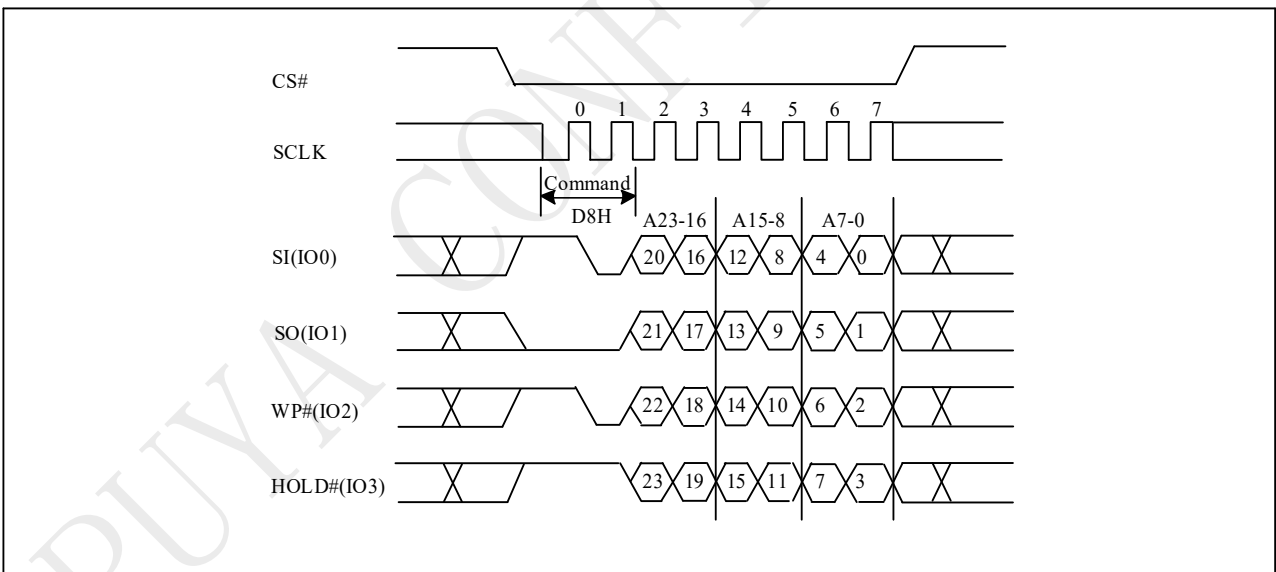 PUYA CONF
CS#
0 1 2 3 4 5 6 7
SCLK
Command
D8H
A23-16 A15-8 A7-0
SI(IO0) 20 16 12 8 4 0
SO(IO1) 21 17 13 9 5 1
WP#(IO2) 22 18 14 10 6 2
HOLD#(IO3) 23 19 15 11 7 3